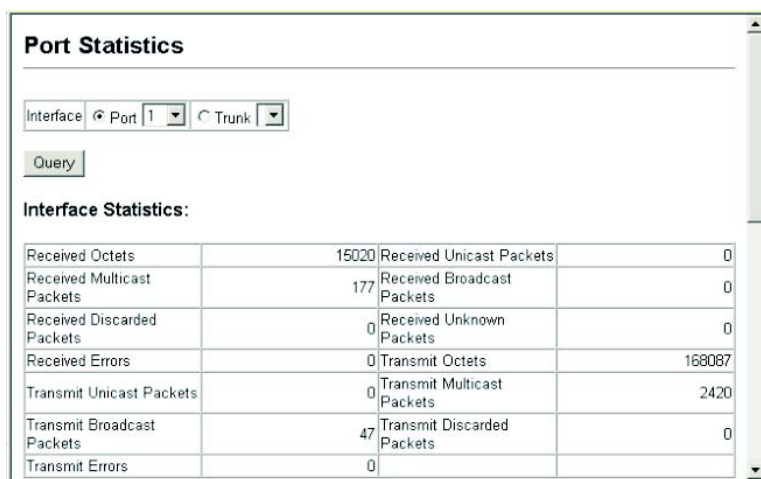 Port Statistics
Interface Port 1 Trunk
Query
Interface Statistics:
Received Octets 15020 Received Unicast Packets 0
Received Multicast Packets 177 Received Broadcast Packets 0
Received Discarded Packets 0 Received Unknown Packets 0
Received Errors 0 Transmit Octets 168087
Transmit Unicast Packets 0 Transmit Multicast Packets 2420
Transmit Broadcast Packets 47 Transmit Discarded Packets 0
Transmit Errors 0